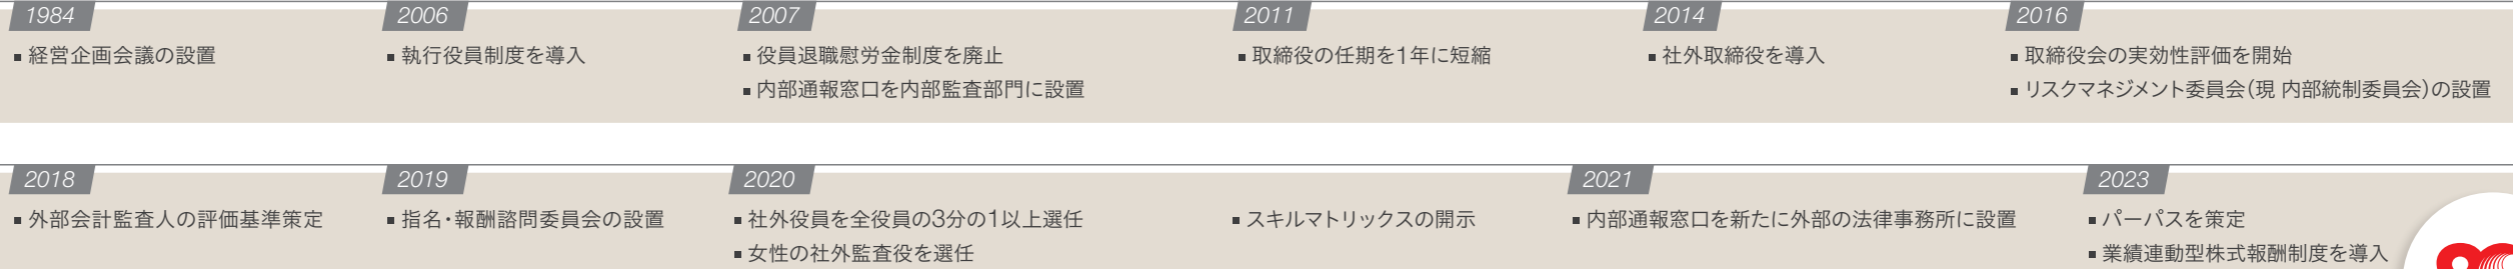 1984
▪ 経営企画会議の設置
2006
▪ 執行役員制度を導入
2007
▪ 役員退職慰労金制度を廃止
▪ 内部通報窓口を内部監査部門に設置
2011
▪ 取締役の任期を1年に短縮
2014
▪ 社外取締役を導入
2016
▪ 取締役会の実効性評価を開始
▪ リスクマネジメント委員会(現 内部統制委員会)の設置
2018
▪ 外部会計監査人の評価基準策定
2019
▪ 指名・報酬諮問委員会の設置
2020
▪ 社外役員を全役員の3分の1以上選任
▪ 女性の社外監査役を選任
▪ スキルマトリックスの開示
2021
▪ 内部通報窓口を新たに外部の法律事務所に設置
2023
▪ パーパスを策定
▪ 業績連動型株式報酬制度を導入